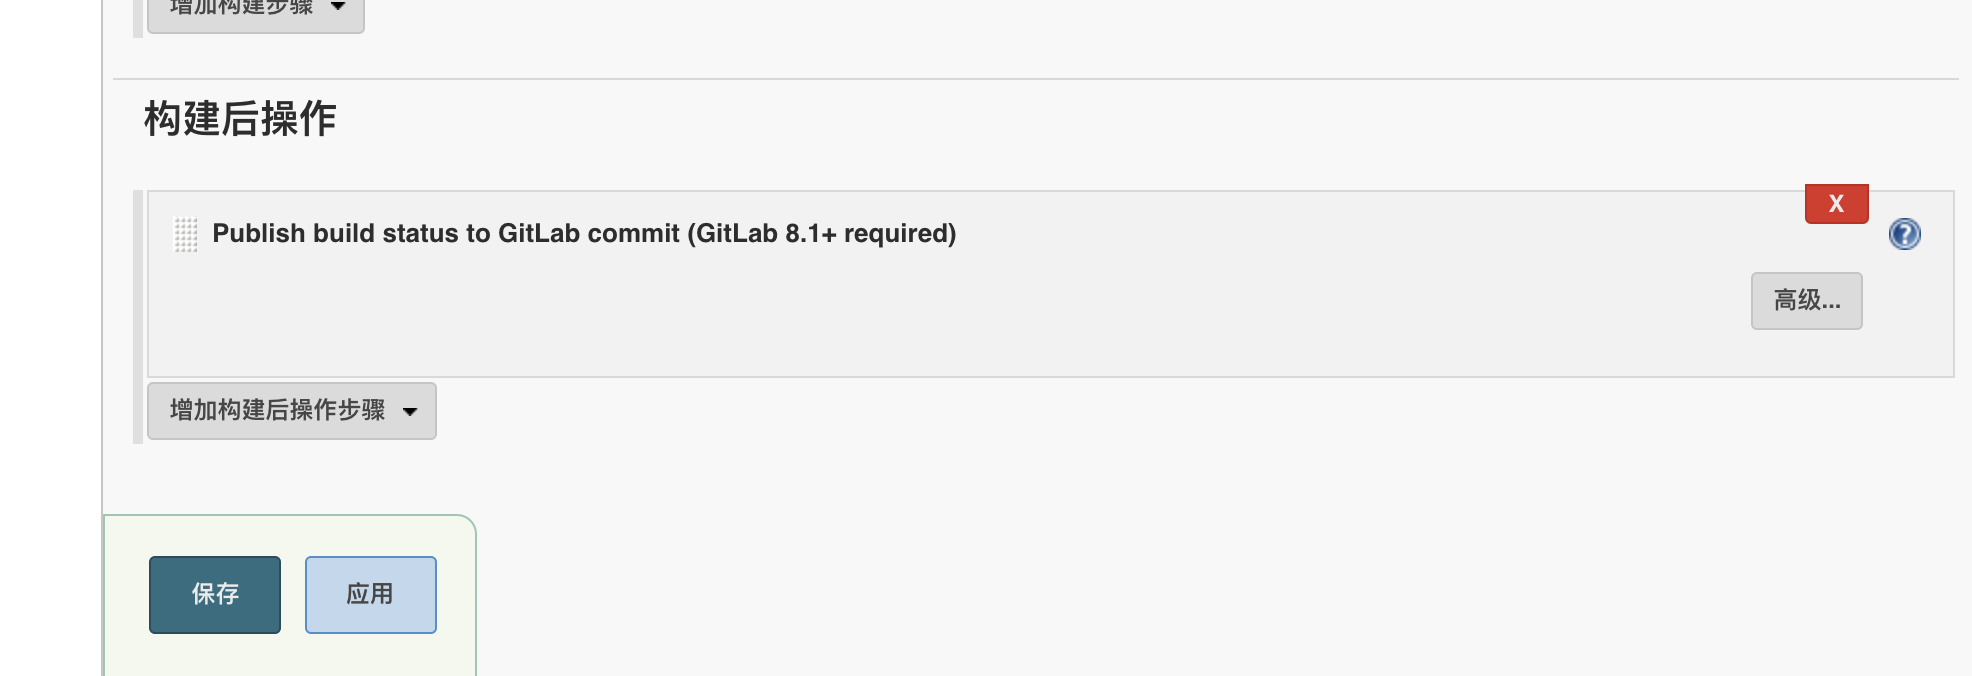 增加构建步骤
构建后操作
X
Publish build status to GitLab commit (GitLab 8.1+ required)
?
高级...
增加构建后操作步骤
保存
应用